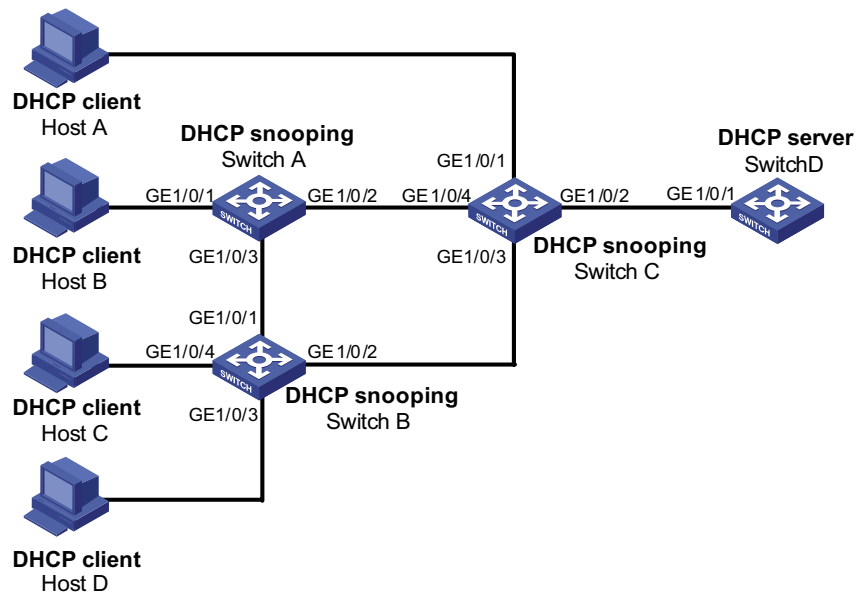 DHCP client
Host A
DHCP snooping
Switch A
GE1/0/1
DHCP server
SwitchD
GE1/0/1
GE1/0/2
GE1/0/4
GE1/0/2
GE1/0/1
SWITCH
SWITCH
SWITCH
DHCP client
Host B
GE1/0/3
GE1/0/3
DHCP snooping
Switch C
GE1/0/1
GE1/0/4
GE1/0/2
SWITCH
DHCP client
Host C
GE1/0/3
DHCP snooping
Switch B
DHCP client
Host D